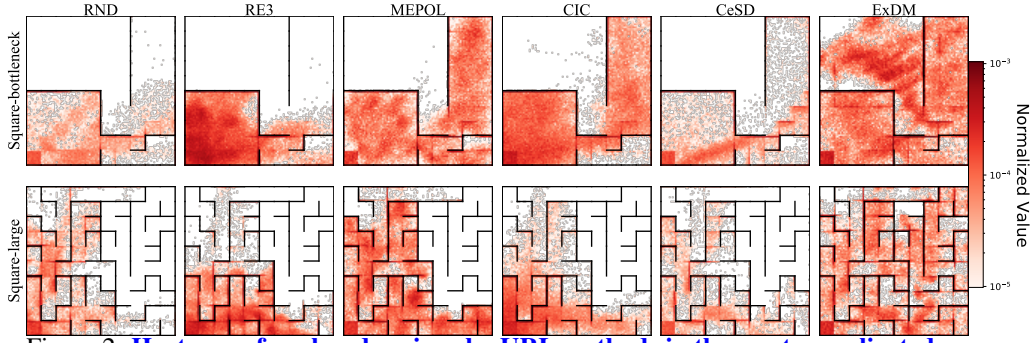 RND RE3 MEPOL CIC CeSD ExDM
Square-bottleneck
10⁻³
10⁻⁴
10⁻⁵
Normalized Value
Square-large